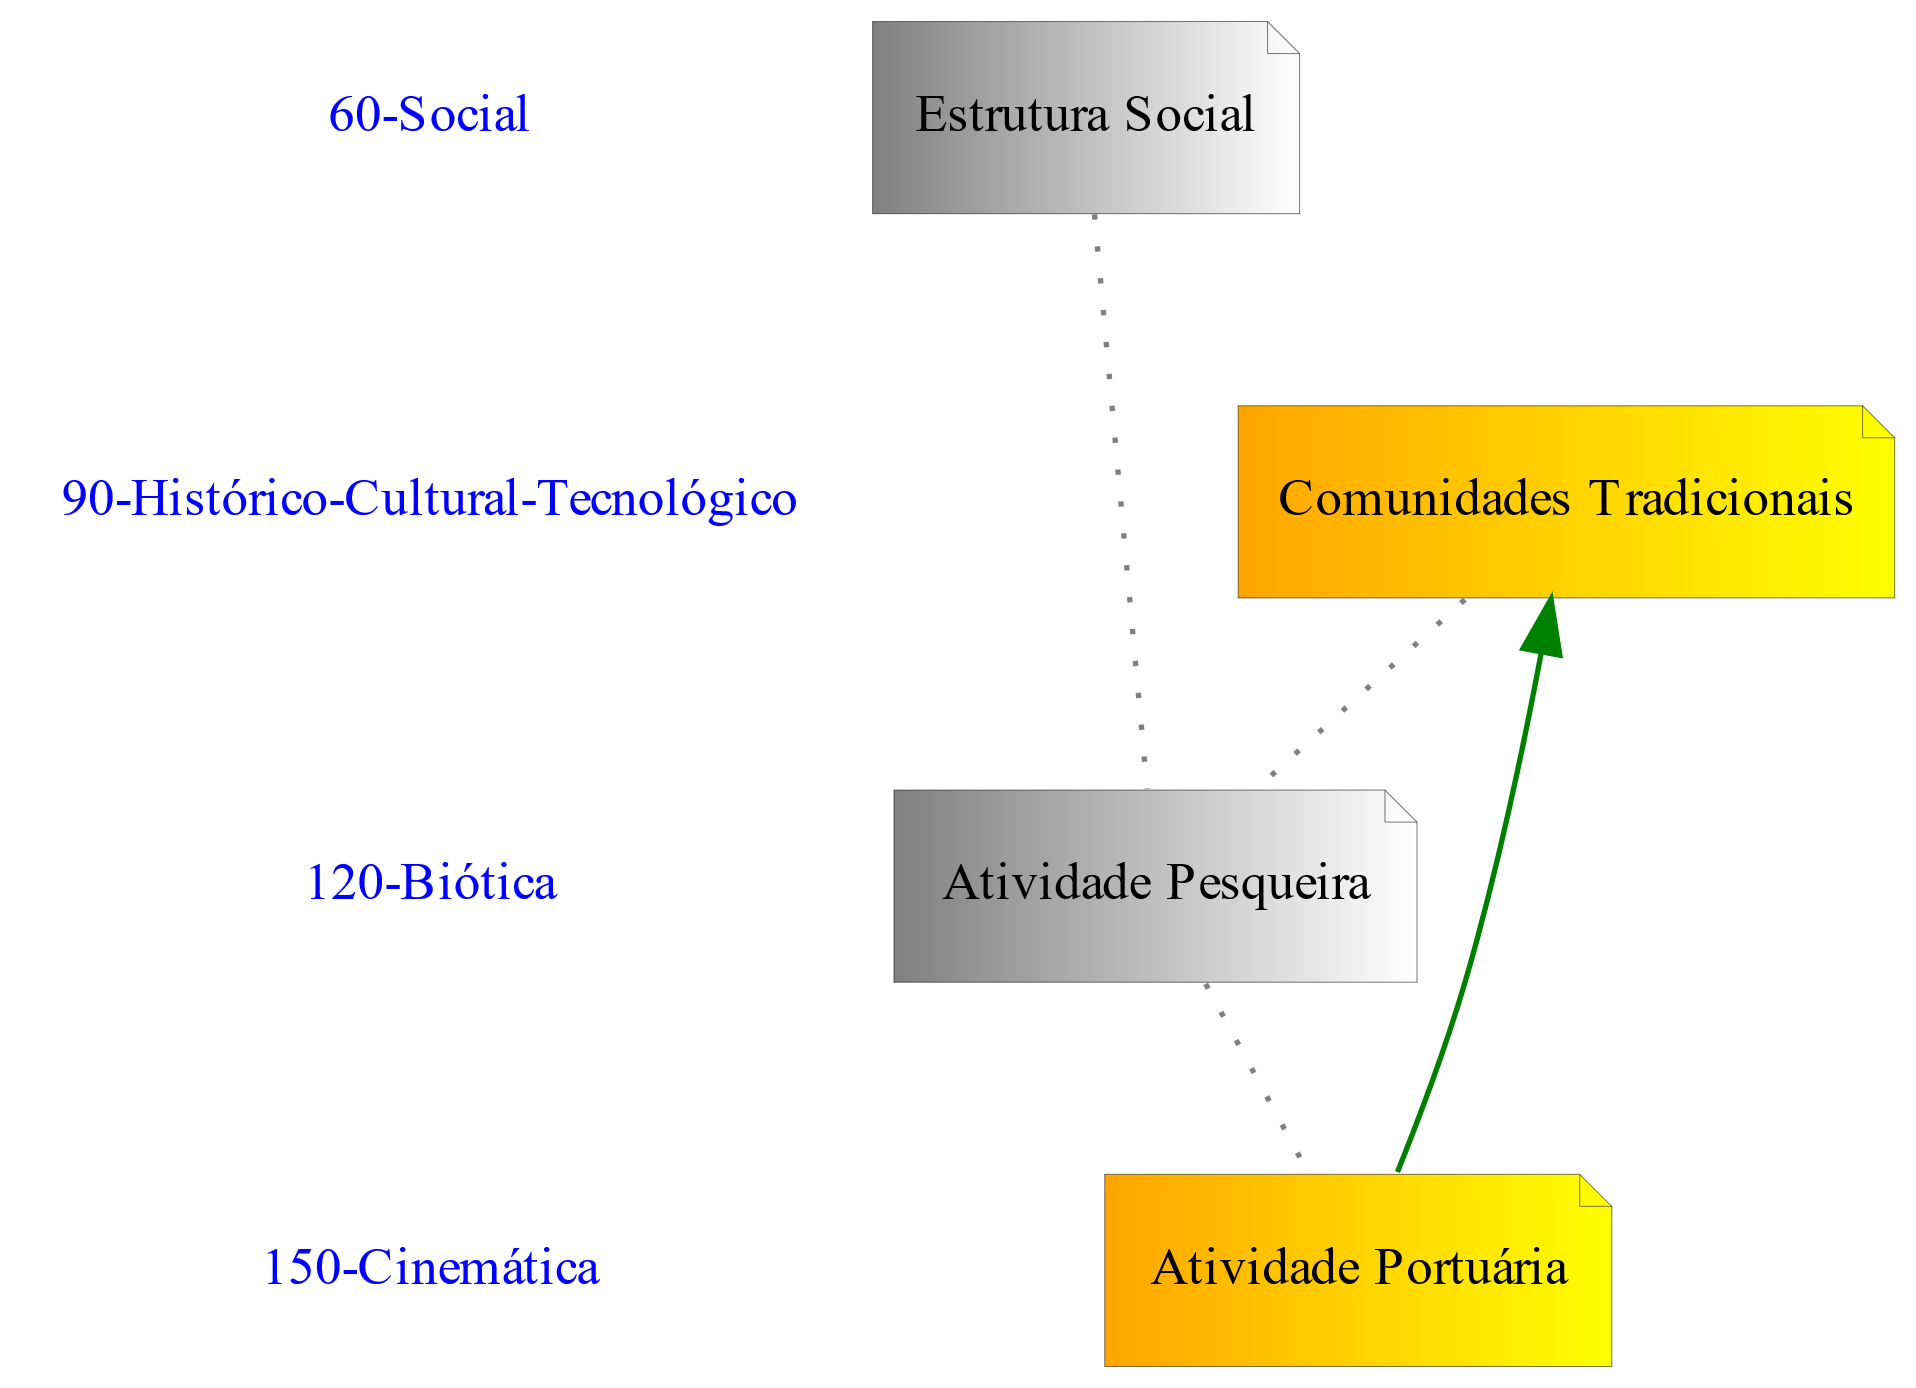 60-Social
Estrutura Social
90-Histórico-Cultural-Tecnológico
Comunidades Tradicionais
120-Biótica
Atividade Pesqueira
150-Cinemática
Atividade Portuária